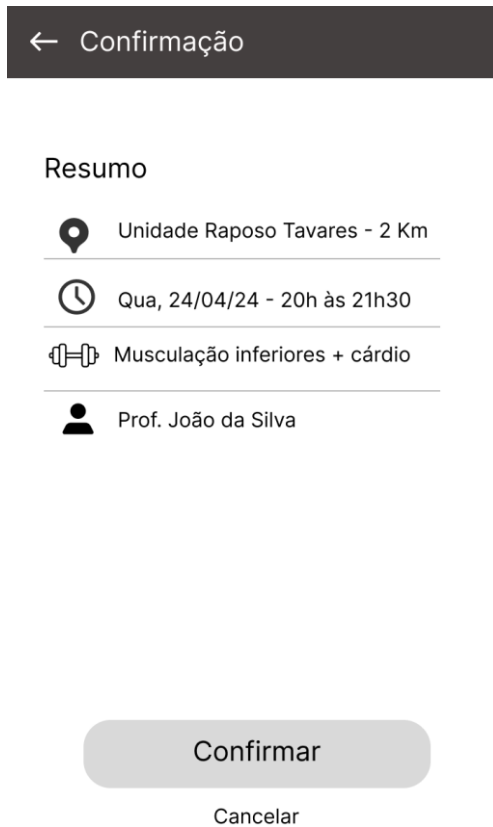 Confirmação
Resumo
Unidade Raposo Tavares - 2 Km
Qua, 24/04/24 - 20h às 21h30
Musculação inferiores + cárdio
Prof. João da Silva
Confirmar
Cancelar